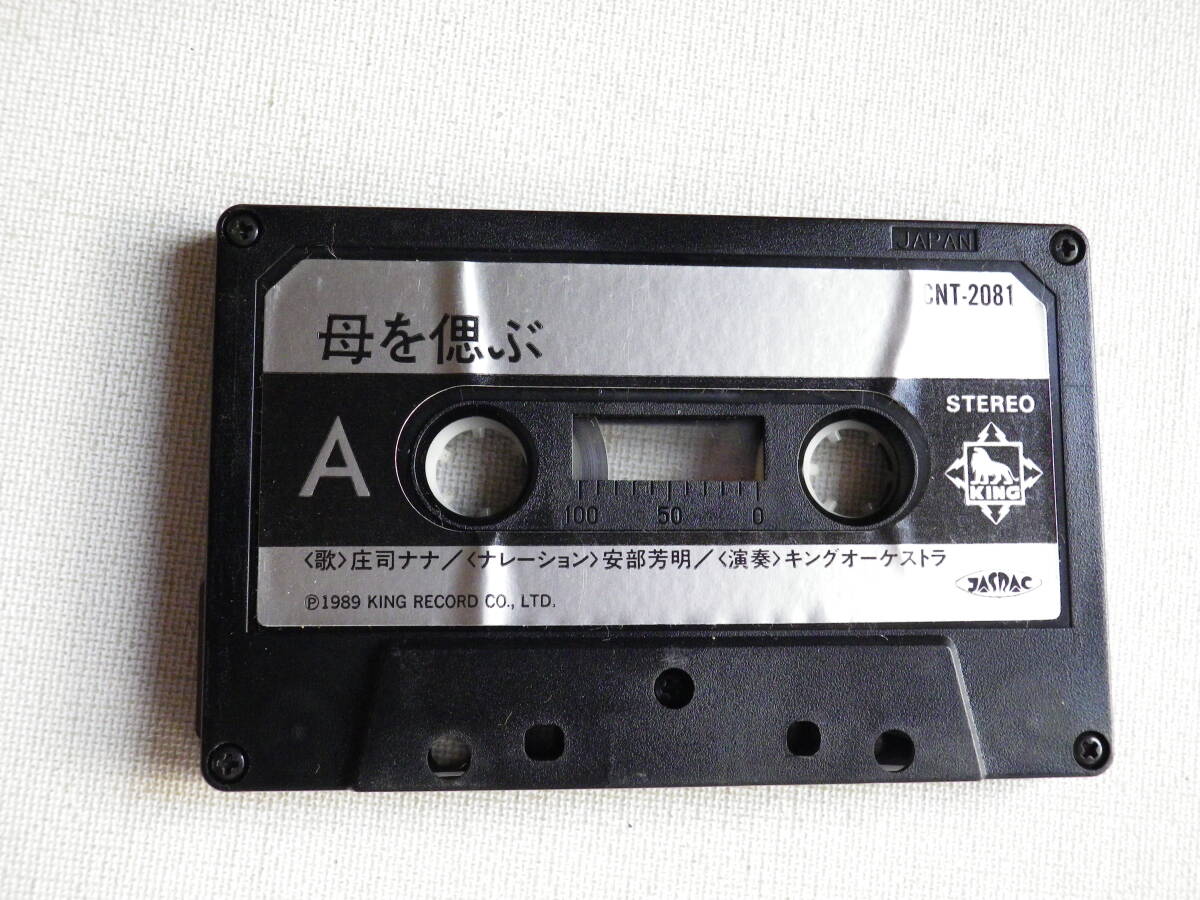 JAPAN
CNT-2081
母を偲ぶ
A
STEREO
KING
100 50 0
〈歌〉庄司ナナ／〈ナレーション〉安部芳明／〈演奏〉キングオーケストラ
JASRAC
Ⓟ1989 KING RECORD CO., LTD.